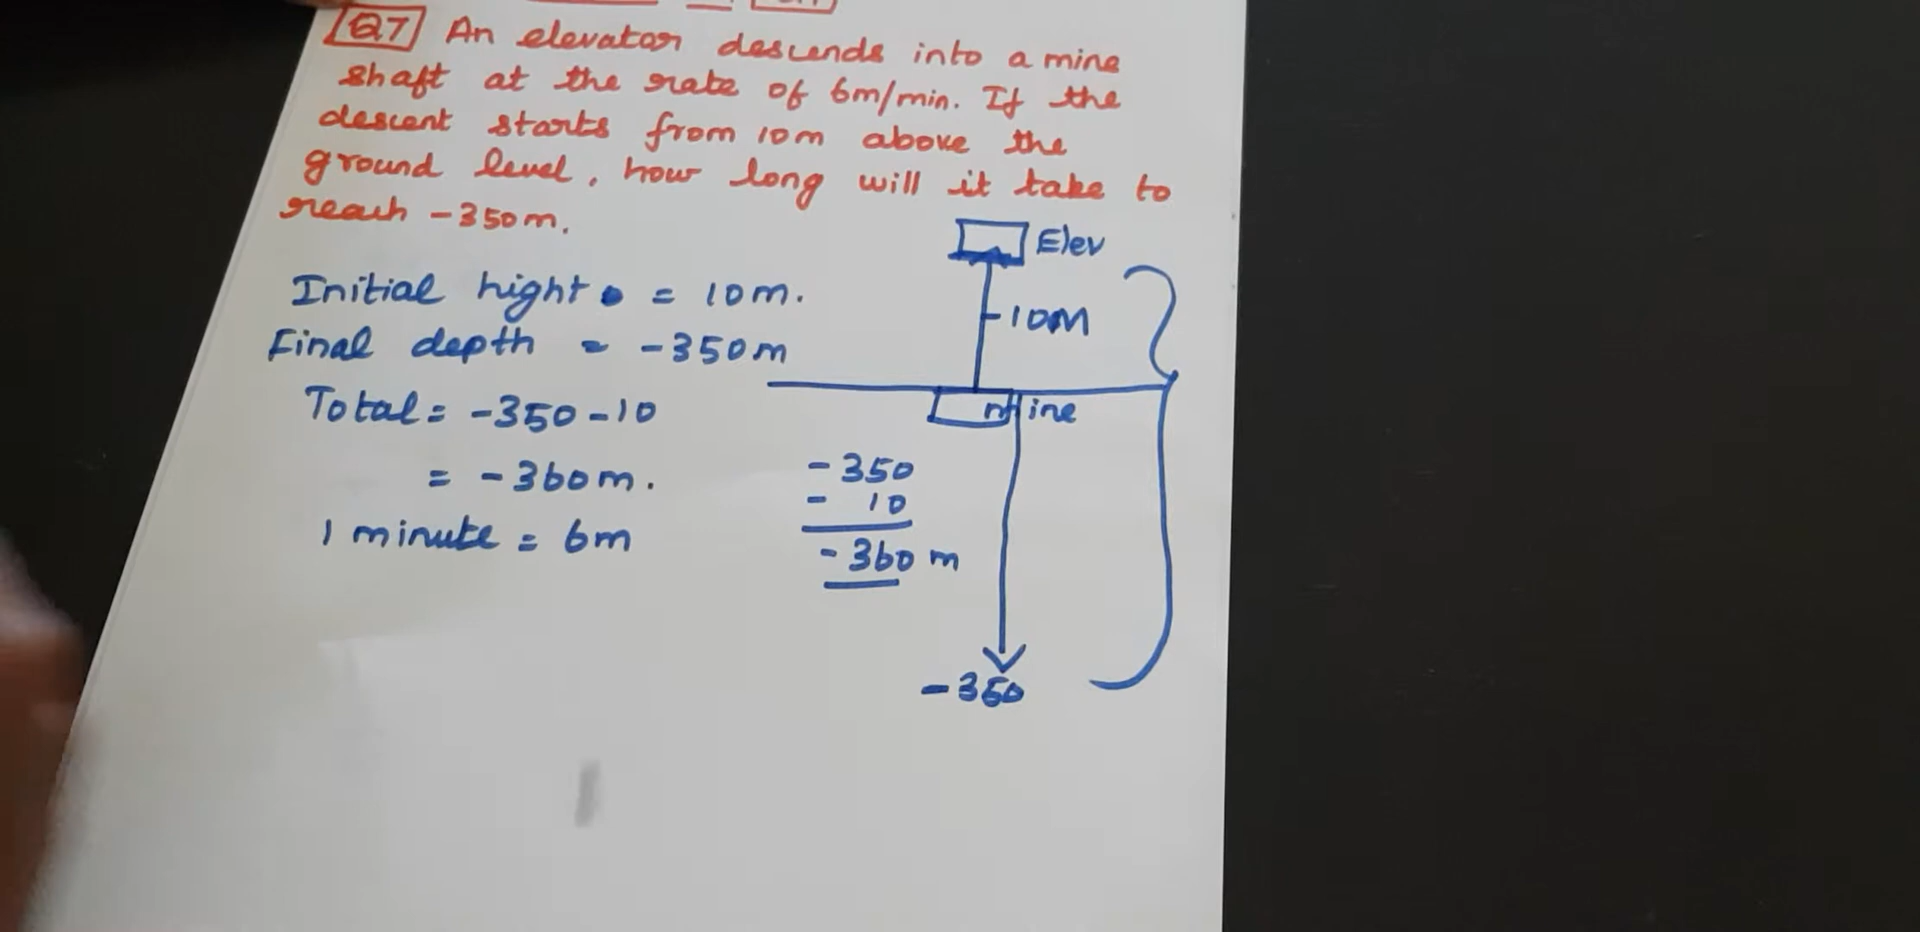 Q7 An elevator descends into a mine
shaft at the rate of 6m/min. If the
descent starts from 10m above the
ground level, how long will it take to
reach -350m.
Elev
Initial hight = 10m.
10M
Final depth = -350m
Total = -350-10
Mine
= -360m.
-350
- 10
-360 m
1 minute = 6m
-350